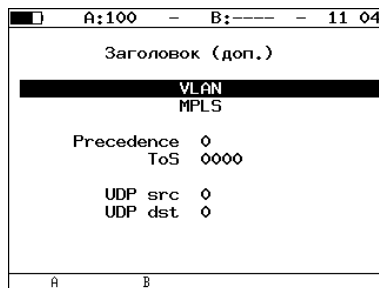 A:100 – B:---- – 11 04
Заголовок (доп.)
VLAN
MPLS
Precedence 0
ToS 0000
UDP src 0
UDP dst 0
A B